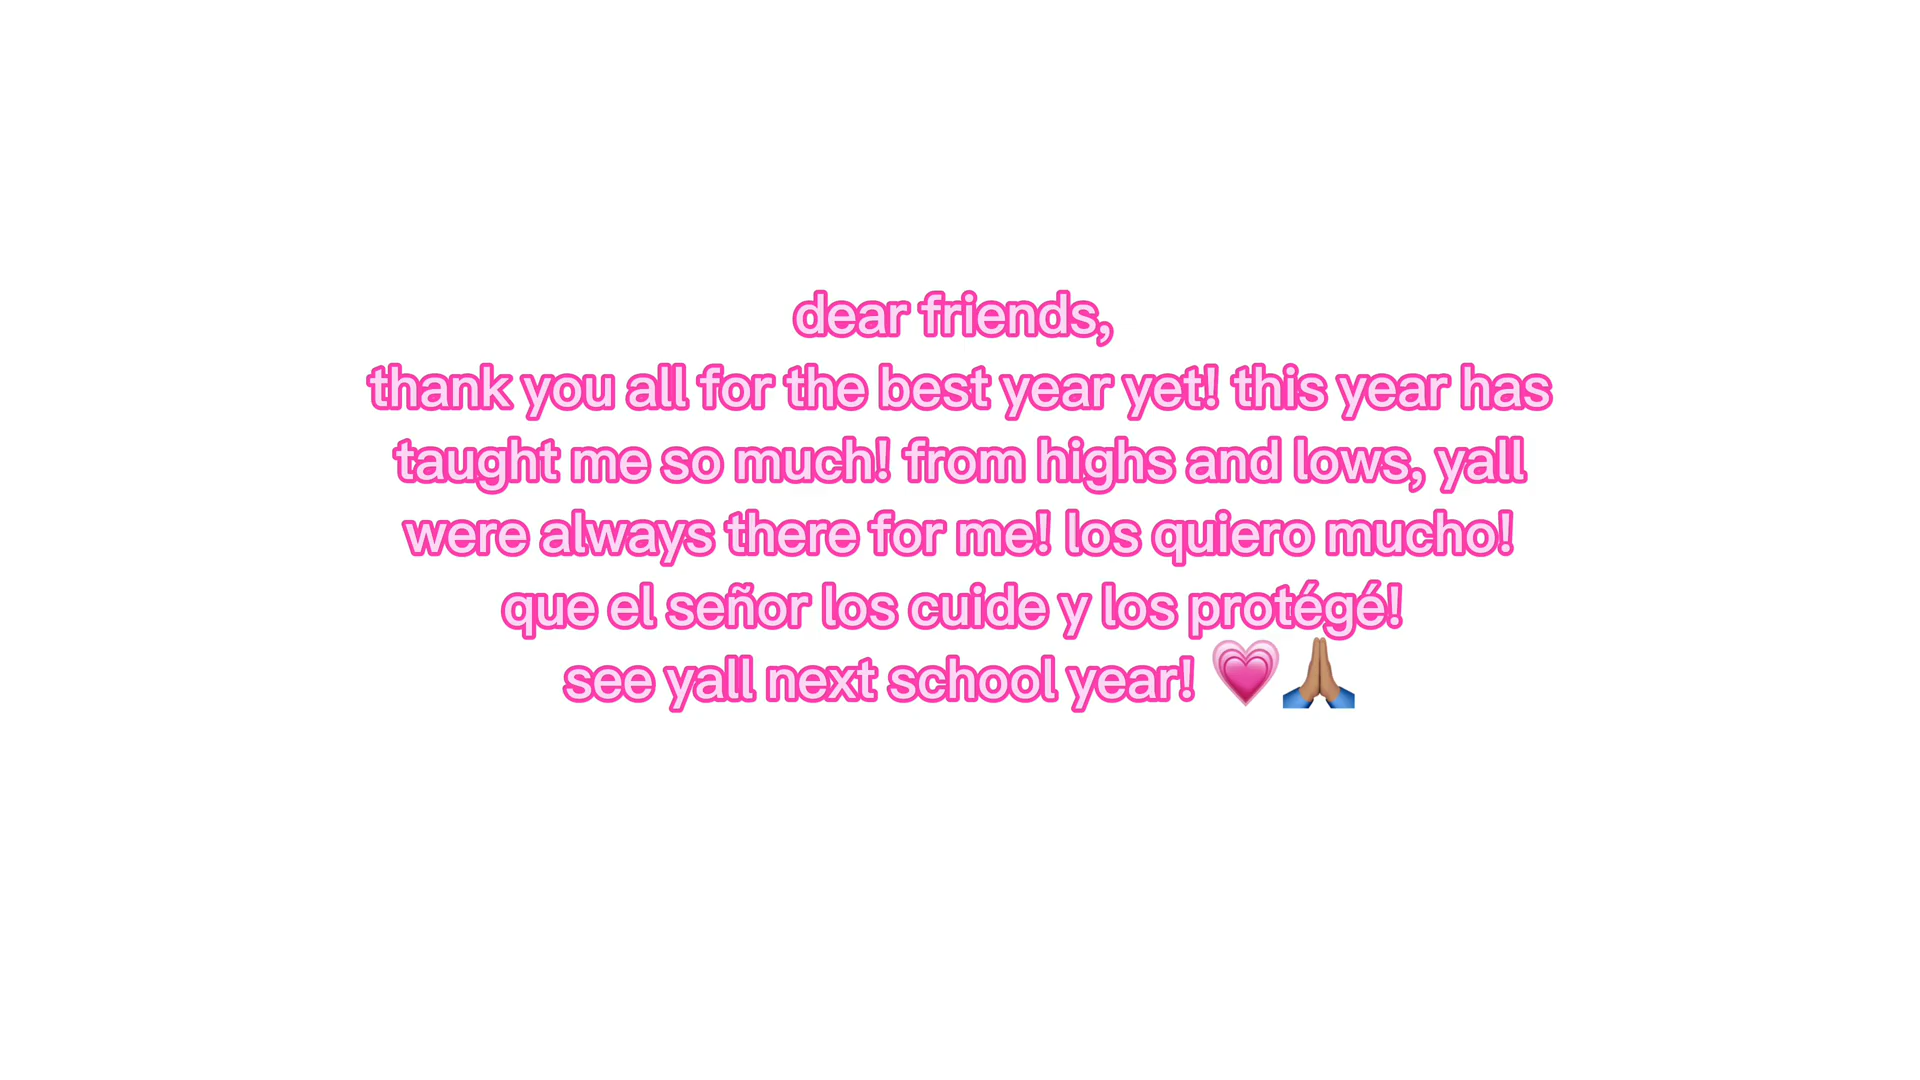 dear friends,
thank you all for the best year yet! this year has
taught me so much! from highs and lows, yall
were always there for me! los quiero mucho!
que el señor los cuide y los protégé!
see yall next school year! 💗🙏🏽